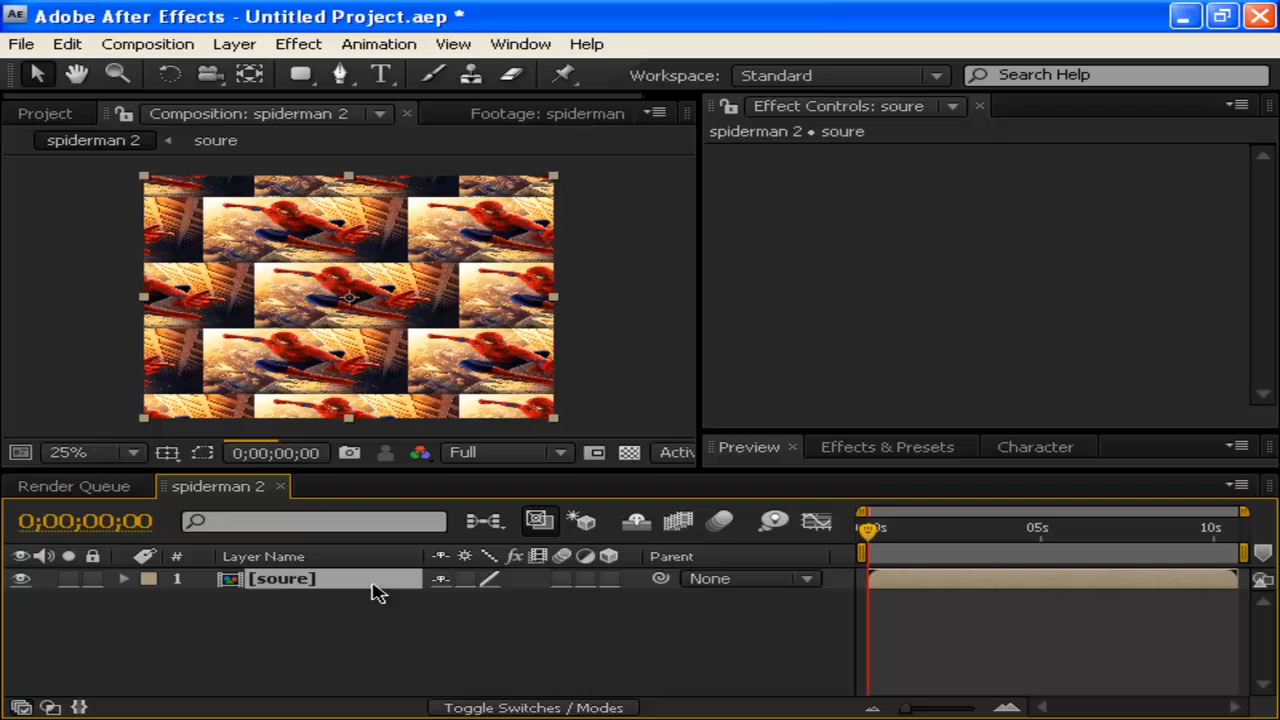 Adobe After Effects - Untitled Project.aep *
File Edit Composition Layer Effect Animation View Window Help
Workspace: Standard Search Help
Project Composition: spiderman 2 × Footage: spiderman
Effect Controls: soure ×
spiderman 2 soure
spiderman 2 • soure
25% 0;00;00;00 Full Activ
Preview × Effects & Presets Character
Render Queue spiderman 2 ×
0;00;00;00
05s 10s
# Layer Name fx Parent
1 [soure] None
Toggle Switches / Modes